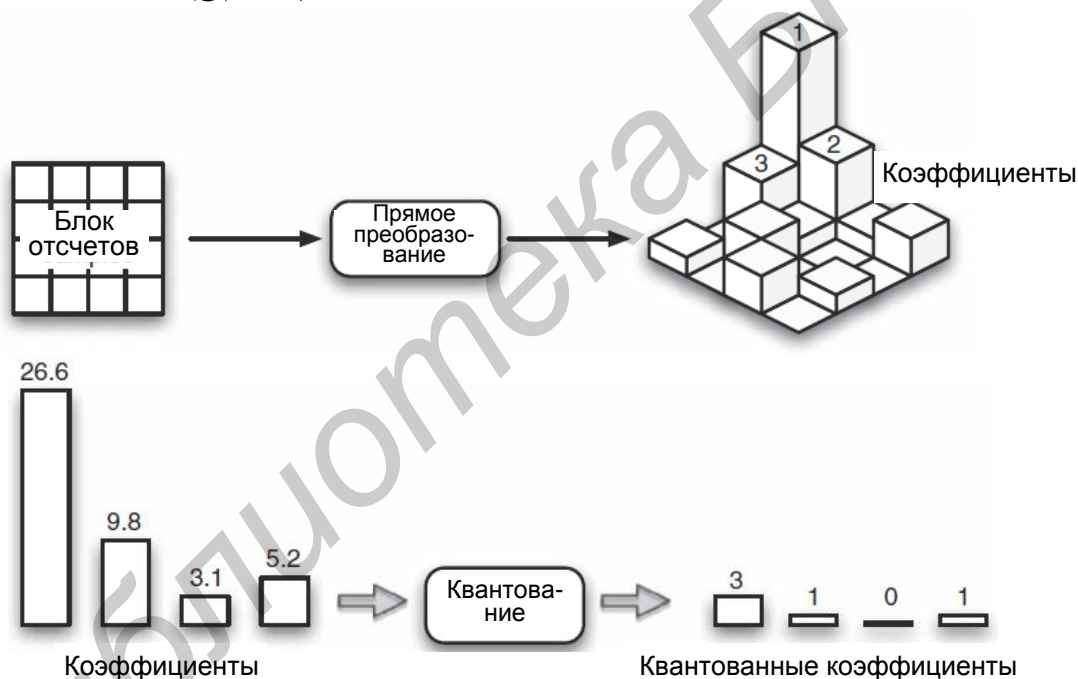 1
2
3
Коэффициенты
Блок
отсчетов
Прямое
преобразо-
вание
26.6
9.8
3.1
5.2
Квантова-
ние
3
1
0
1
Коэффициенты
Квантованные коэффициенты
блиотека Б